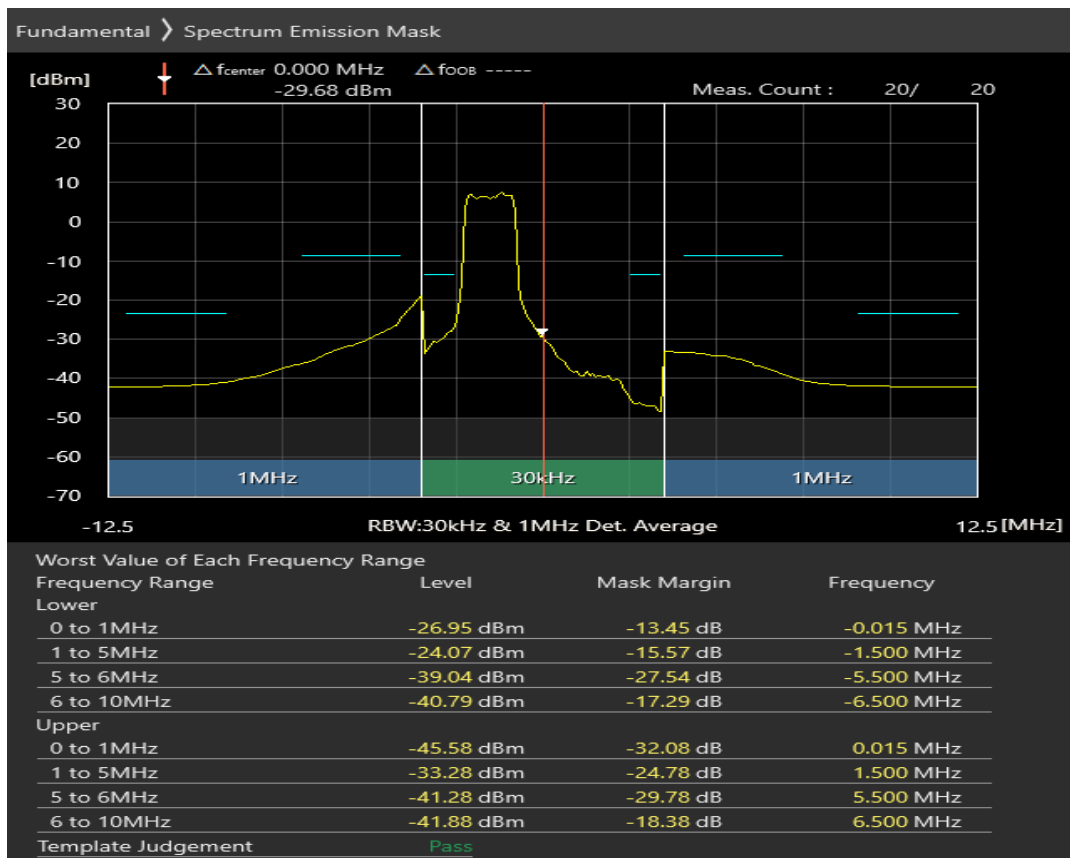 Fundamental ❭ Spectrum Emission Mask
[dBm] △ fcenter 0.000 MHz △ fOOB -----
-29.68 dBm Meas. Count : 20/ 20
30
20
10
0
-10
-20
-30
-40
-50
-60
-70
1MHz 30kHz 1MHz
-12.5 RBW:30kHz & 1MHz Det. Average 12.5 [MHz]
Worst Value of Each Frequency Range
Frequency Range Level Mask Margin Frequency
Lower
0 to 1MHz -26.95 dBm -13.45 dB -0.015 MHz
1 to 5MHz -24.07 dBm -15.57 dB -1.500 MHz
5 to 6MHz -39.04 dBm -27.54 dB -5.500 MHz
6 to 10MHz -40.79 dBm -17.29 dB -6.500 MHz
Upper
0 to 1MHz -45.58 dBm -32.08 dB 0.015 MHz
1 to 5MHz -33.28 dBm -24.78 dB 1.500 MHz
5 to 6MHz -41.28 dBm -29.78 dB 5.500 MHz
6 to 10MHz -41.88 dBm -18.38 dB 6.500 MHz
Template Judgement Pass